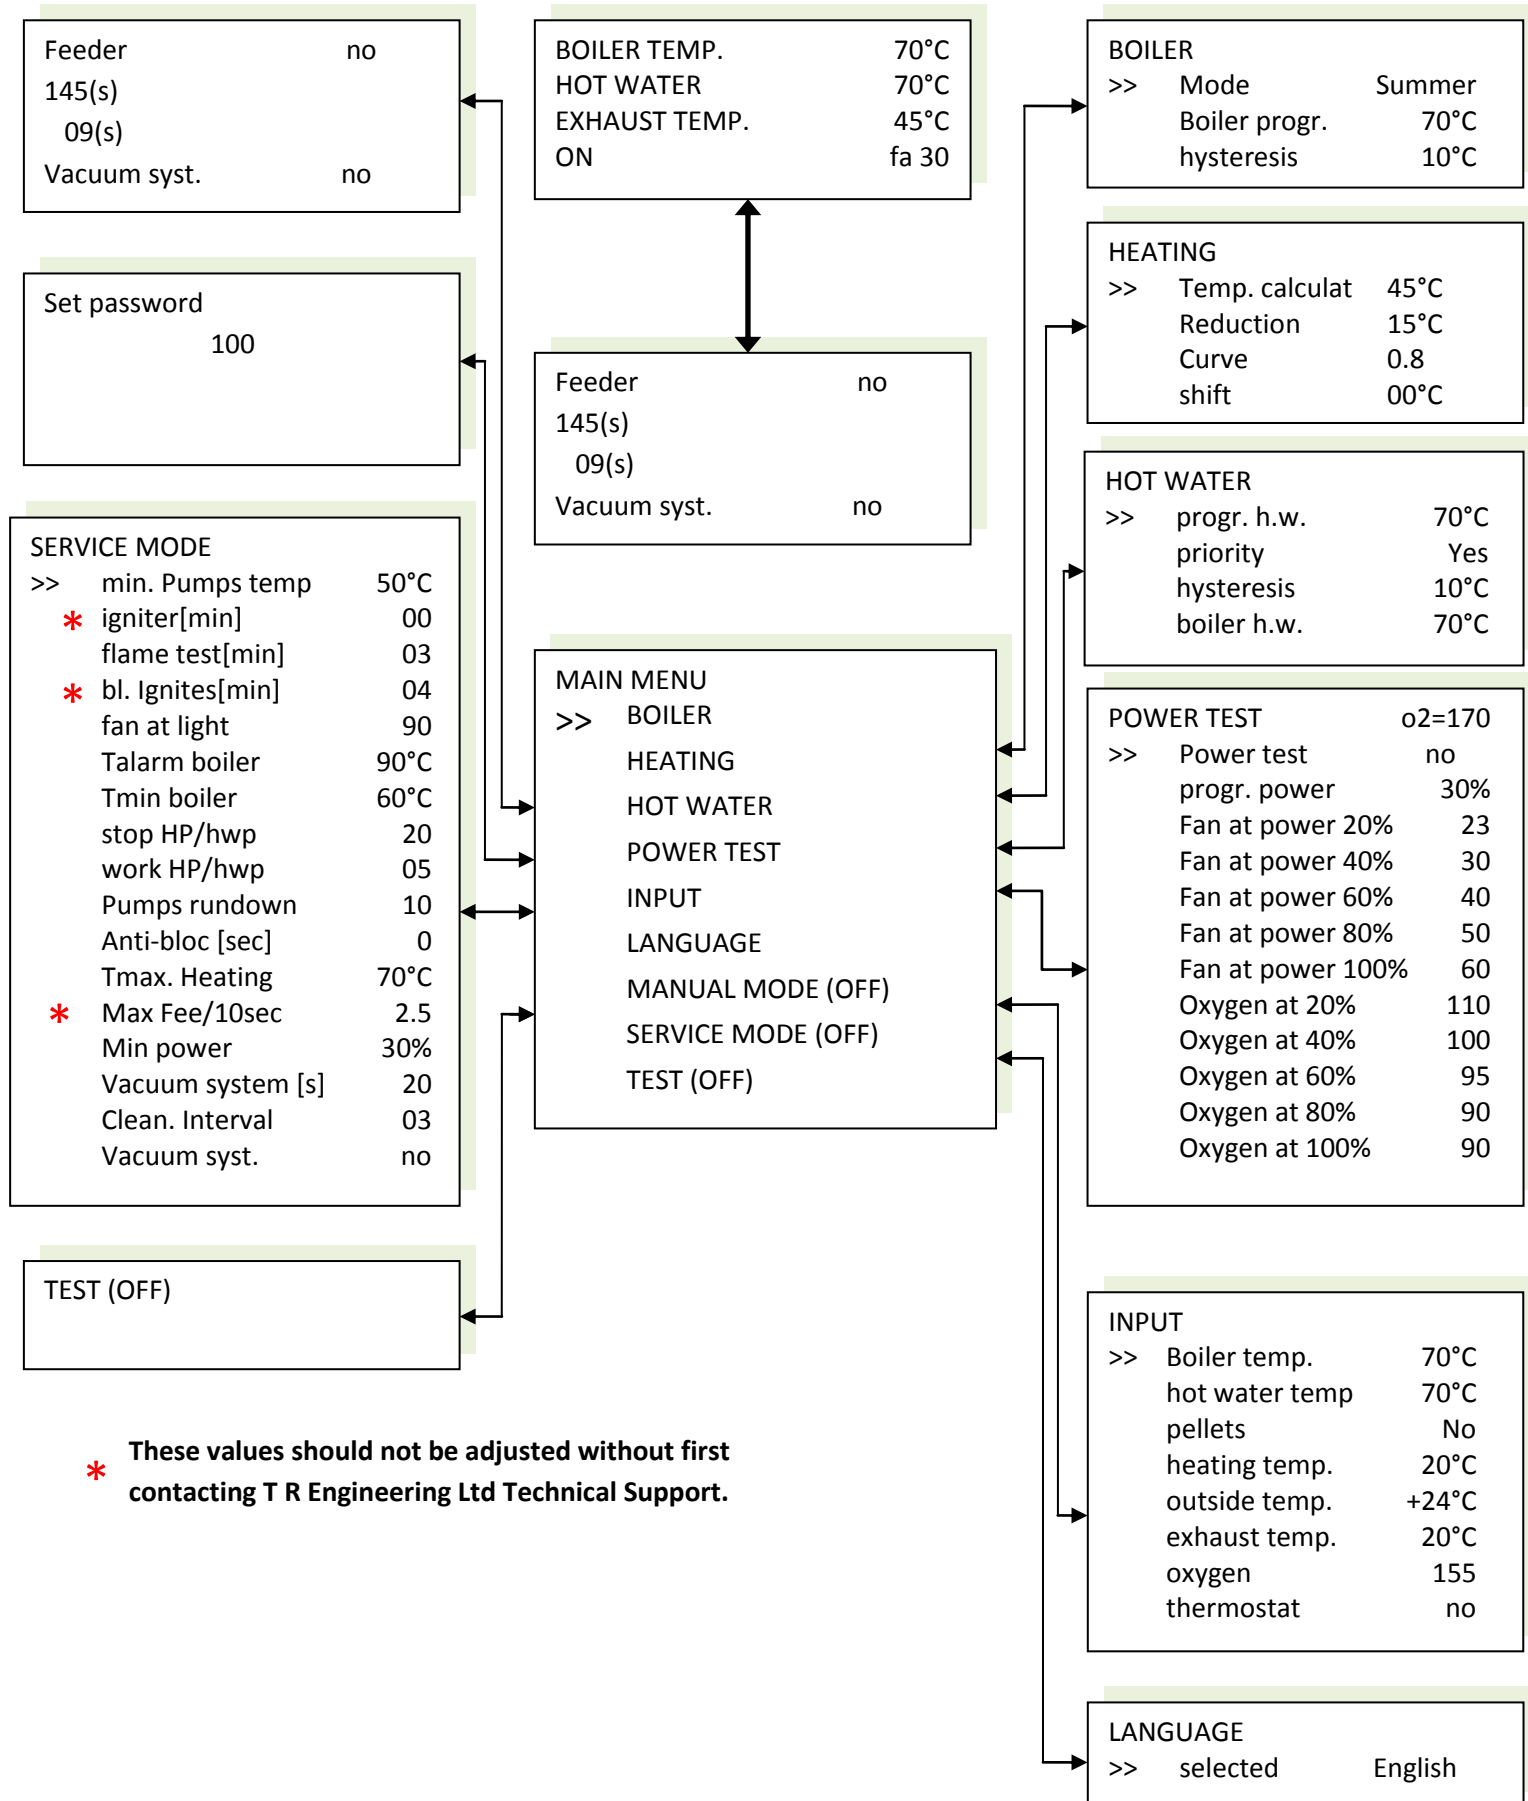 Feeder no
145(s)
09(s)
Vacuum syst. no
BOILER TEMP. 70°C
HOT WATER 70°C
EXHAUST TEMP. 45°C
ON fa 30
BOILER
>> Mode Summer
Boiler progr. 70°C
hysteresis 10°C
Set password
100
Feeder no
145(s)
09(s)
Vacuum syst. no
HEATING
>> Temp. calculat 45°C
Reduction 15°C
Curve 0.8
shift 00°C
HOT WATER
>> progr. h.w. 70°C
priority Yes
hysteresis 10°C
boiler h.w. 70°C
SERVICE MODE
>> min. Pumps temp 50°C
* igniter[min] 00
flame test[min] 03
* bl. Ignites[min] 04
fan at light 90
Talarm boiler 90°C
Tmin boiler 60°C
stop HP/hwp 20
work HP/hwp 05
Pumps rundown 10
Anti-bloc [sec] 0
Tmax. Heating 70°C
* Max Fee/10sec 2.5
Min power 30%
Vacuum system [s] 20
Clean. Interval 03
Vacuum syst. no
MAIN MENU
>> BOILER
HEATING
HOT WATER
POWER TEST
INPUT
LANGUAGE
MANUAL MODE (OFF)
SERVICE MODE (OFF)
TEST (OFF)
POWER TEST o2=170
>> Power test no
progr. power 30%
Fan at power 20% 23
Fan at power 40% 30
Fan at power 60% 40
Fan at power 80% 50
Fan at power 100% 60
Oxygen at 20% 110
Oxygen at 40% 100
Oxygen at 60% 95
Oxygen at 80% 90
Oxygen at 100% 90
TEST (OFF)
INPUT
>> Boiler temp. 70°C
hot water temp 70°C
pellets No
heating temp. 20°C
outside temp. +24°C
exhaust temp. 20°C
oxygen 155
thermostat no
* These values should not be adjusted without first
contacting T R Engineering Ltd Technical Support.
LANGUAGE
>> selected English